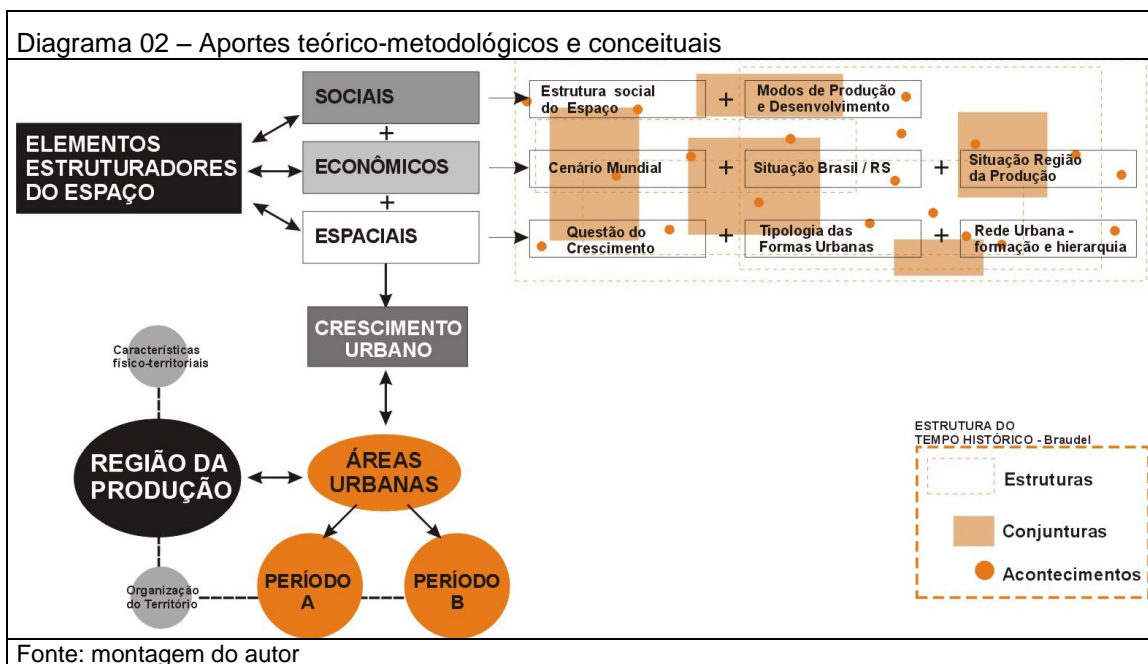 Diagrama 02 – Aportes teórico-metodológicos e conceituais
ELEMENTOS
ESTRUTURADORES
DO ESPAÇO
SOCIAIS
+
ECONÔMICOS
+
ESPACIAIS
Estrutura social
do Espaço
+
Modos de Produção
e Desenvolvimento
Cenário Mundial
+
Situação Brasil / RS
+
Situação Região
da Produção
Questão do
Crescimento
+
Tipologia das
Formas Urbanas
+
Rede Urbana -
formação e hierarquia
CRESCIMENTO
URBANO
Características
físico-territoriais
REGIÃO DA
PRODUÇÃO
ÁREAS
URBANAS
Organização
do Território
PERÍODO
A
PERÍODO
B
ESTRUTURA DO
TEMPO HISTÓRICO - Braudel
Estruturas
Conjunturas
Acontecimentos
Fonte: montagem do autor